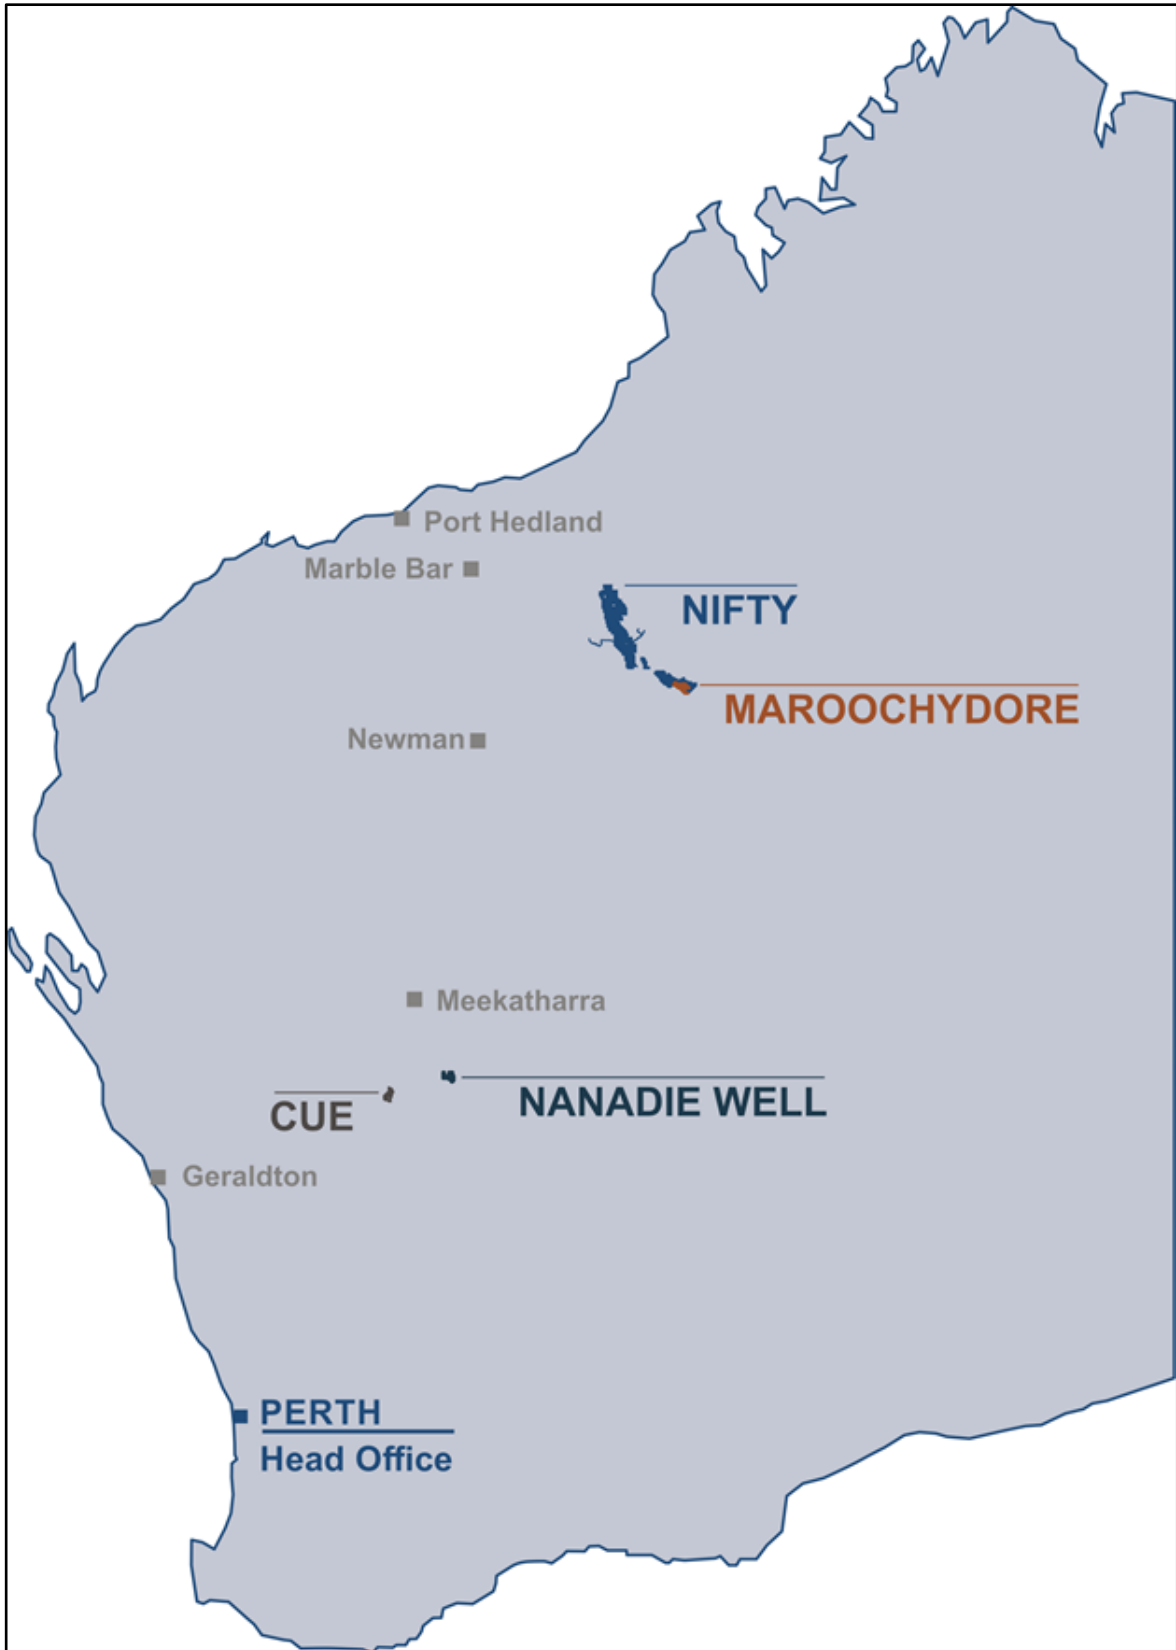 Port Hedland
Marble Bar
NIFTY
MAROOCHYDORE
Newman
Meekatharra
NANADIE WELL
CUE
Geraldton
PERTH
Head Office